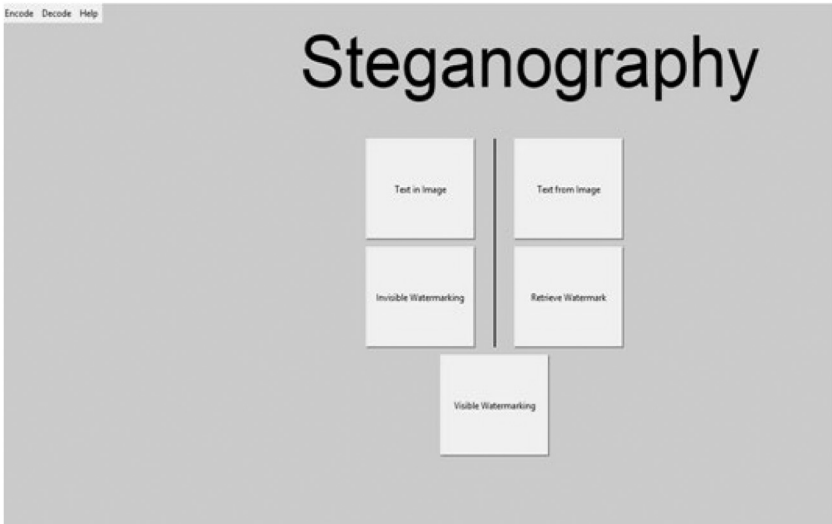 Encode Decode Help
Steganography
Text in Image
Text from Image
Invisible Watermarking
Retrieve Watermark
Visible Watermarking